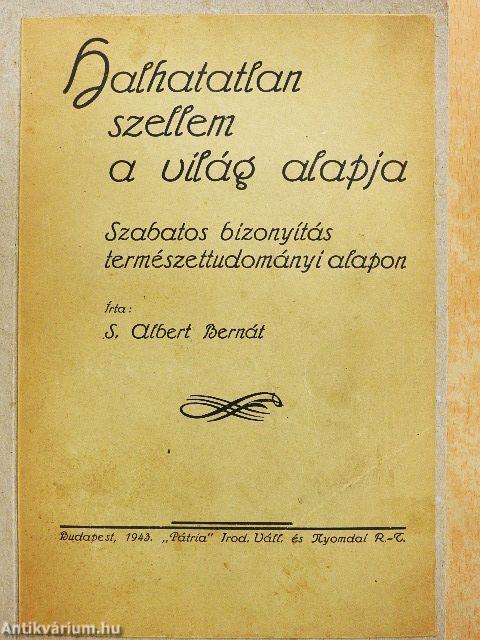 Halhatatlan
szellem
a világ alapja
Szabatos bizonyítás
természettudományi alapon
Írta:
S. Albert Bernát
Budapest, 1943. „Pátria" Irod. Váll. és Nyomdai R.-T.
Antikvárium.hu